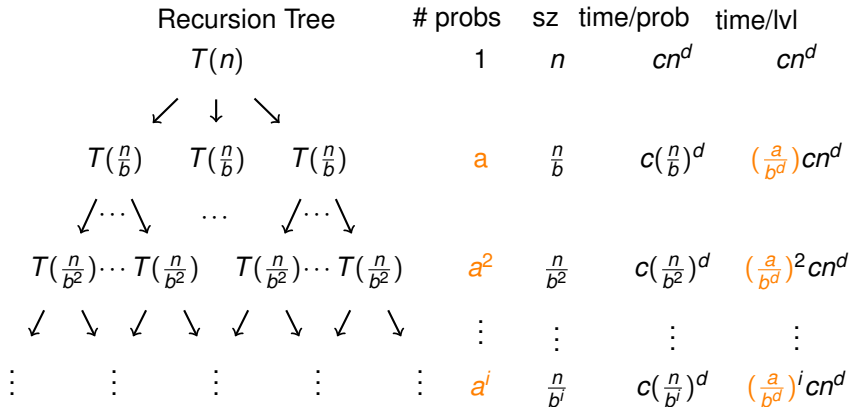 Recursion Tree # probs sz time/prob time/lvl
T(n) 1 n cn^d cn^d
T(n/b) T(n/b) T(n/b) a n/b c(n/b)^d (a/b^d)cn^d
⋯ ⋯ … ⋯ ⋯
T(n/b^2)⋯ T(n/b^2) T(n/b^2)⋯ T(n/b^2) a^2 n/b^2 c(n/b^2)^d (a/b^d)^2cn^d
⋮ ⋮ ⋮ ⋮
⋮ ⋮ ⋮ ⋮ ⋮ a^i n/b^i c(n/b^i)^d (a/b^d)^i cn^d